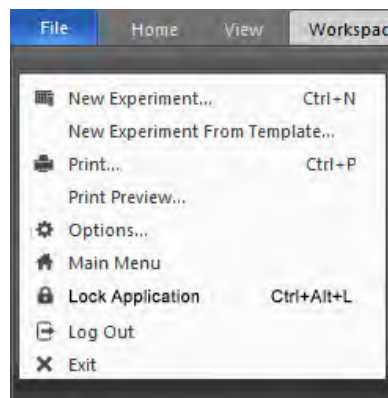 File Home View Workspac
New Experiment... Ctrl+N
New Experiment From Template...
Print... Ctrl+P
Print Preview...
Options...
Main Menu
Lock Application Ctrl+Alt+L
Log Out
Exit